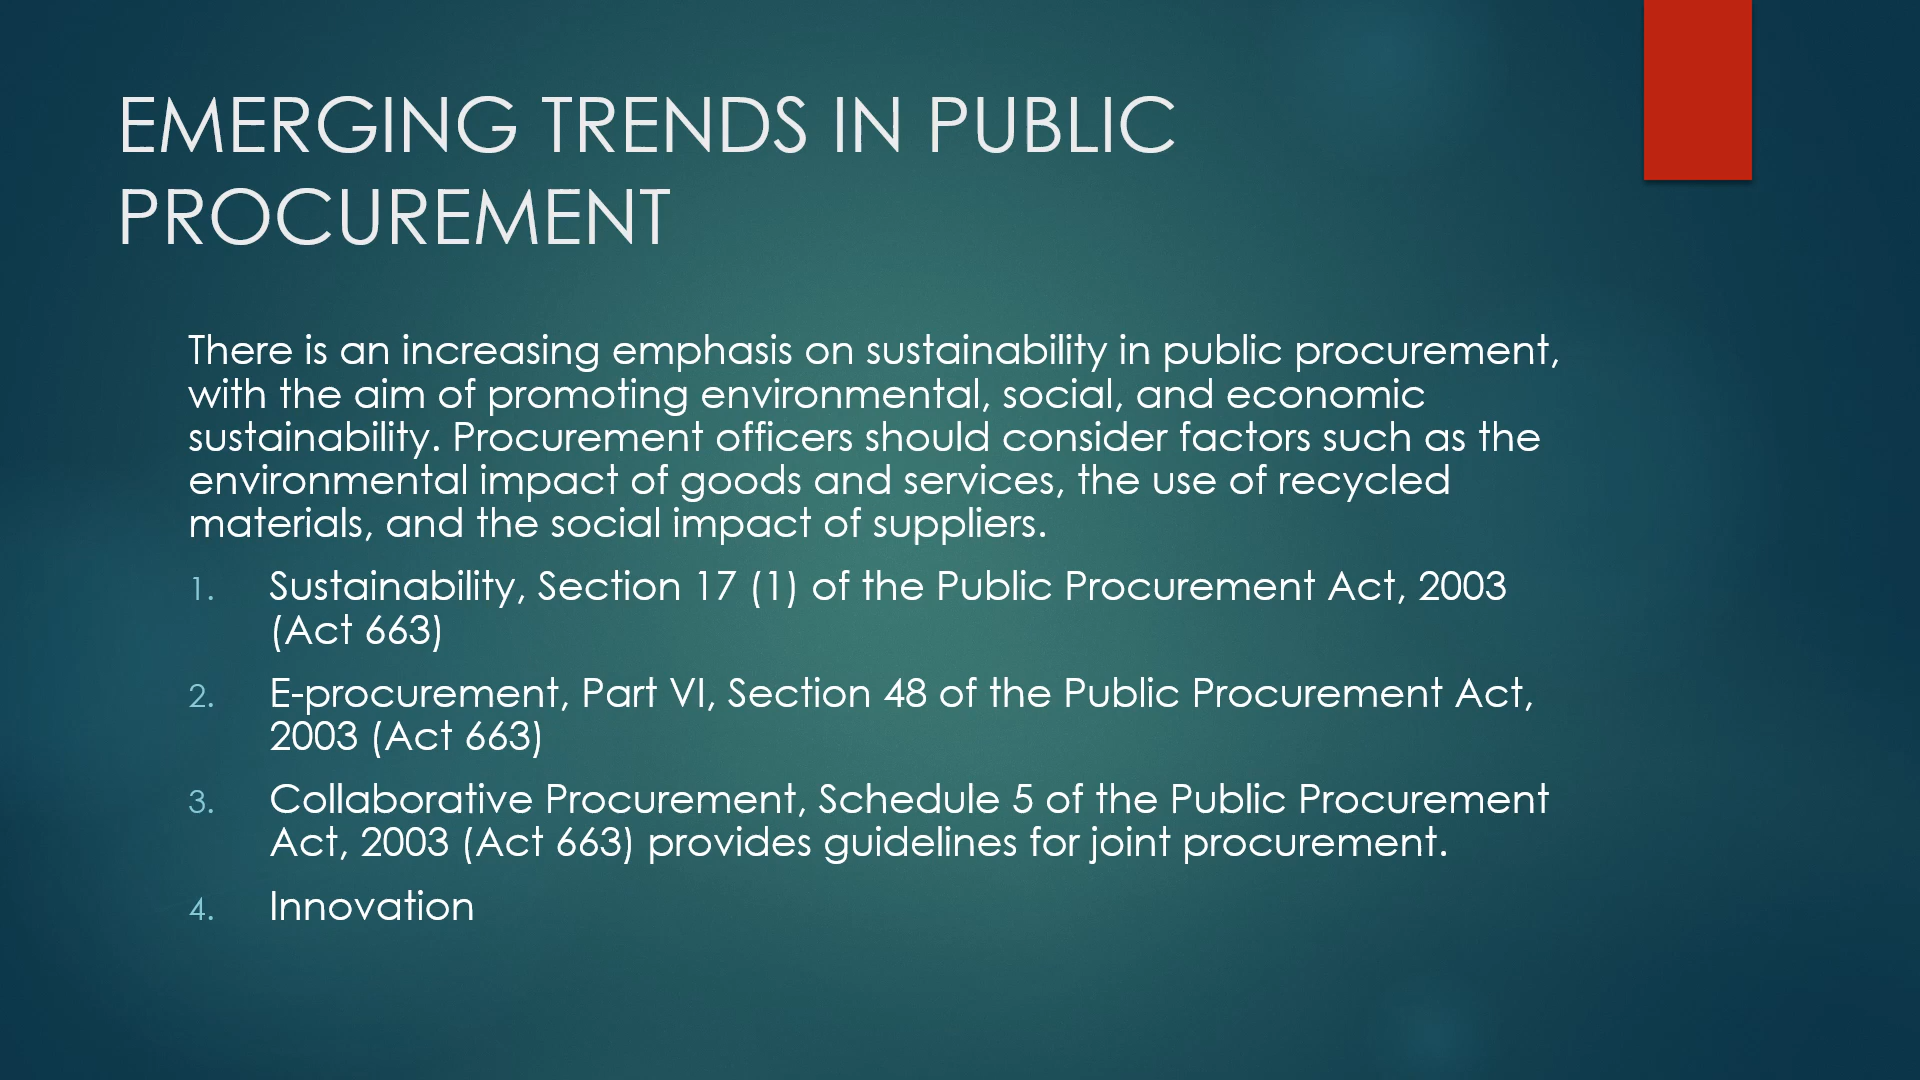 EMERGING TRENDS IN PUBLIC
PROCUREMENT
There is an increasing emphasis on sustainability in public procurement,
with the aim of promoting environmental, social, and economic
sustainability. Procurement officers should consider factors such as the
environmental impact of goods and services, the use of recycled
materials, and the social impact of suppliers.
1. Sustainability, Section 17 (1) of the Public Procurement Act, 2003
(Act 663)
2. E-procurement, Part VI, Section 48 of the Public Procurement Act,
2003 (Act 663)
3. Collaborative Procurement, Schedule 5 of the Public Procurement
Act, 2003 (Act 663) provides guidelines for joint procurement.
4. Innovation